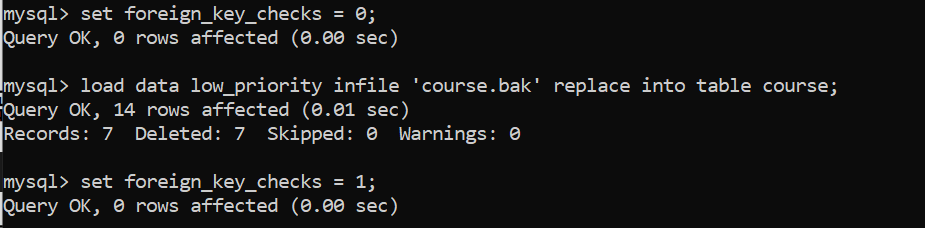 mysql> set foreign_key_checks = 0;
Query OK, 0 rows affected (0.00 sec)
mysql> load data low_priority infile 'course.bak' replace into table course;
Query OK, 14 rows affected (0.01 sec)
Records: 7  Deleted: 7  Skipped: 0  Warnings: 0
mysql> set foreign_key_checks = 1;
Query OK, 0 rows affected (0.00 sec)